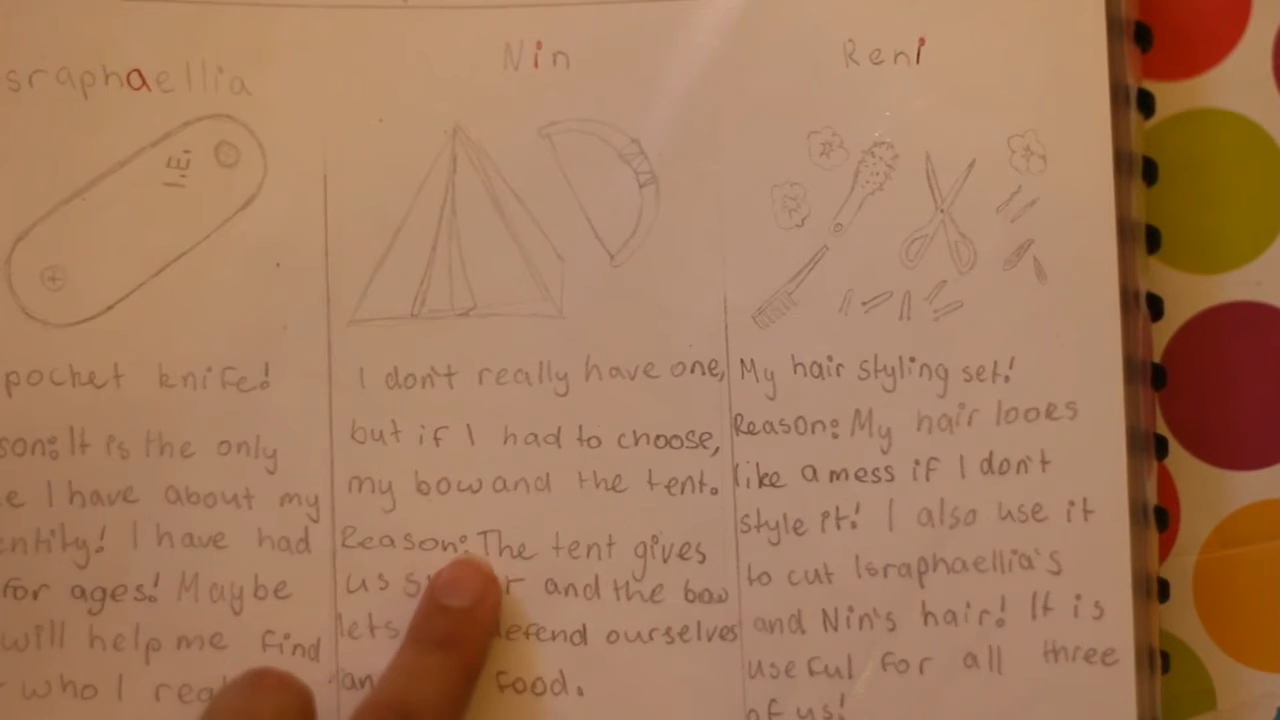 sraphaellia
I.E.
pocket knife!
son: It is the only
e I have about my
entity! I have had
for ages! Maybe
will help me find
who I
Nin
I don't really have one,
but if I had to choose,
my bow and the tent.
Reason: The tent gives
us and the bow
lets defend ourselves
food.
Reni
My hair styling set!
Reason: My hair looks
like a mess if I don't
style it! I also use it
to cut Israphaellia's
and Nin's hair! It is
useful for all three
of us!